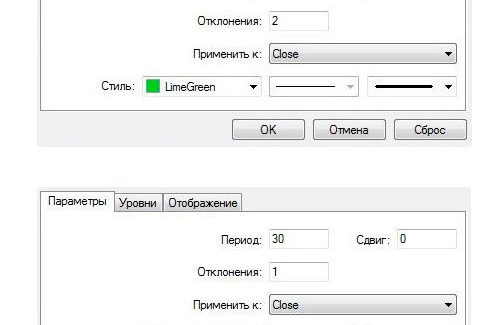 Отклонения: 2
Применить к: Close
Стиль: LimeGreen
OK Отмена Сброс
Параметры Уровни Отображение
Период: 30 Сдвиг: 0
Отклонения: 1
Применить к: Close